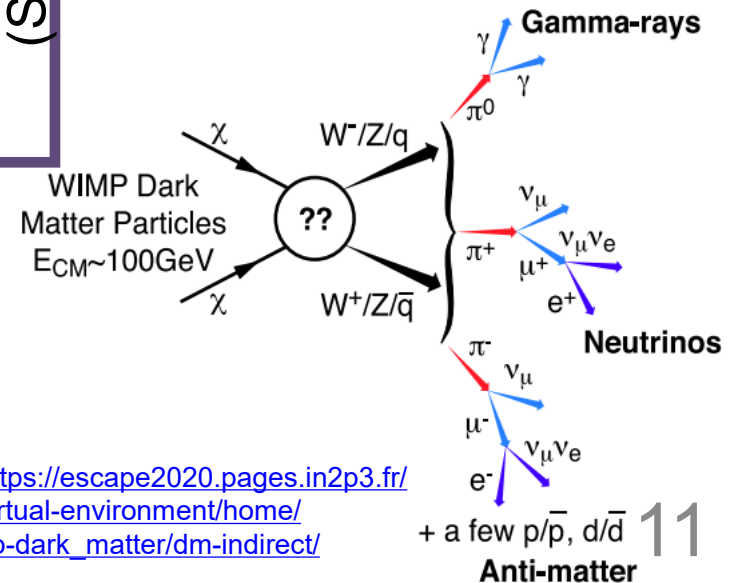 (S
Gamma-rays
γ
γ
π⁰
χ
W⁻/Z/q
WIMP Dark
Matter Particles
E_CM~100GeV
??
ν_μ
π⁺
μ⁺
ν_μν_e
e⁺
χ
W⁺/Z/q̅
Neutrinos
π⁻
ν_μ
μ⁻
ν_μν_e
e⁻
+ a few p/p̅, d/d̅
Anti-matter
ttps://escape2020.pages.in2p3.fr/
rtual-environment/home/
o-dark_matter/dm-indirect/
11